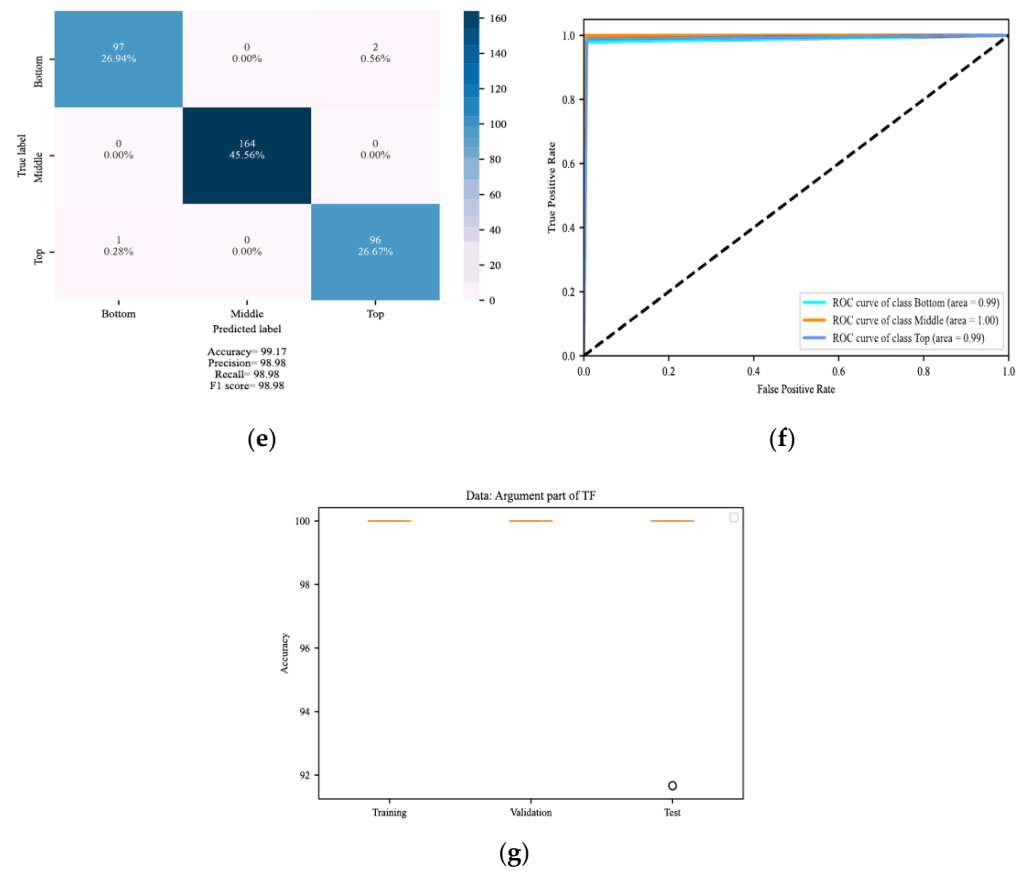 97
26.94%
0
0.00%
2
0.56%
Bottom
0
0.00%
164
45.56%
0
0.00%
True label
Middle
1
0.28%
0
0.00%
96
26.67%
Top
Bottom
Middle
Top
Predicted label
Accuracy= 99.17
Precision= 98.98
Recall= 98.98
F1 score= 98.98
160
140
120
100
80
60
40
20
0
(e)
1.0
0.8
0.6
0.4
0.2
0.0
True Positive Rate
ROC curve of class Bottom (area = 0.99)
ROC curve of class Middle (area = 1.00)
ROC curve of class Top (area = 0.99)
0.0
0.2
0.4
0.6
0.8
1.0
False Positive Rate
(f)
Data: Argument part of TF
100
98
96
94
92
Accuracy
Training
Validation
Test
(g)